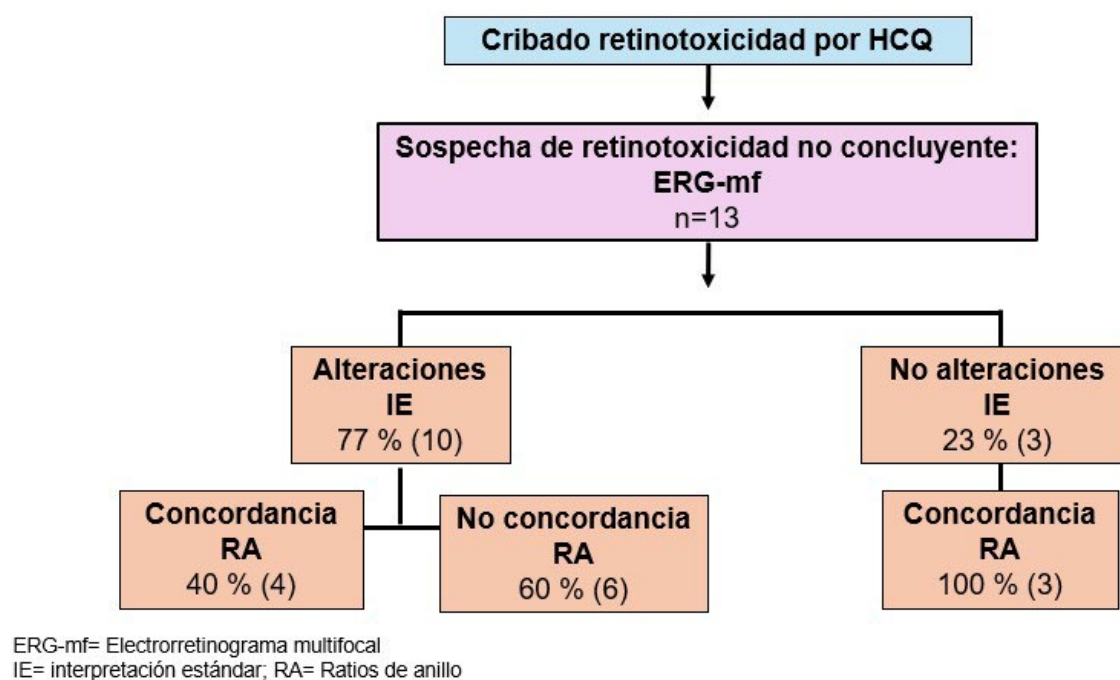 Cribado retinotoxicidad por HCQ
Sospecha de retinotoxicidad no concluyente:
ERG-mf
n=13
Alteraciones
IE
77 % (10)
No alteraciones
IE
23 % (3)
Concordancia
RA
40 % (4)
No concordancia
RA
60 % (6)
Concordancia
RA
100 % (3)
ERG-mf= Electrorretinograma multifocal
IE= interpretación estándar; RA= Ratios de anillo